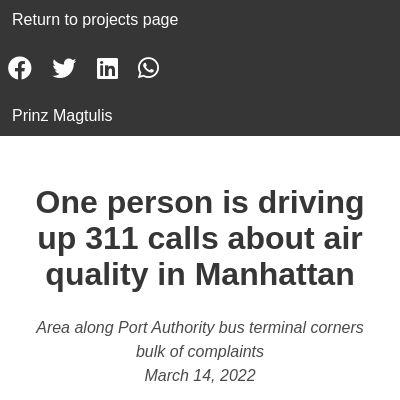 Return to projects page
Prinz Magtulis
One person is driving
up 311 calls about air
quality in Manhattan
Area along Port Authority bus terminal corners
bulk of complaints
March 14, 2022